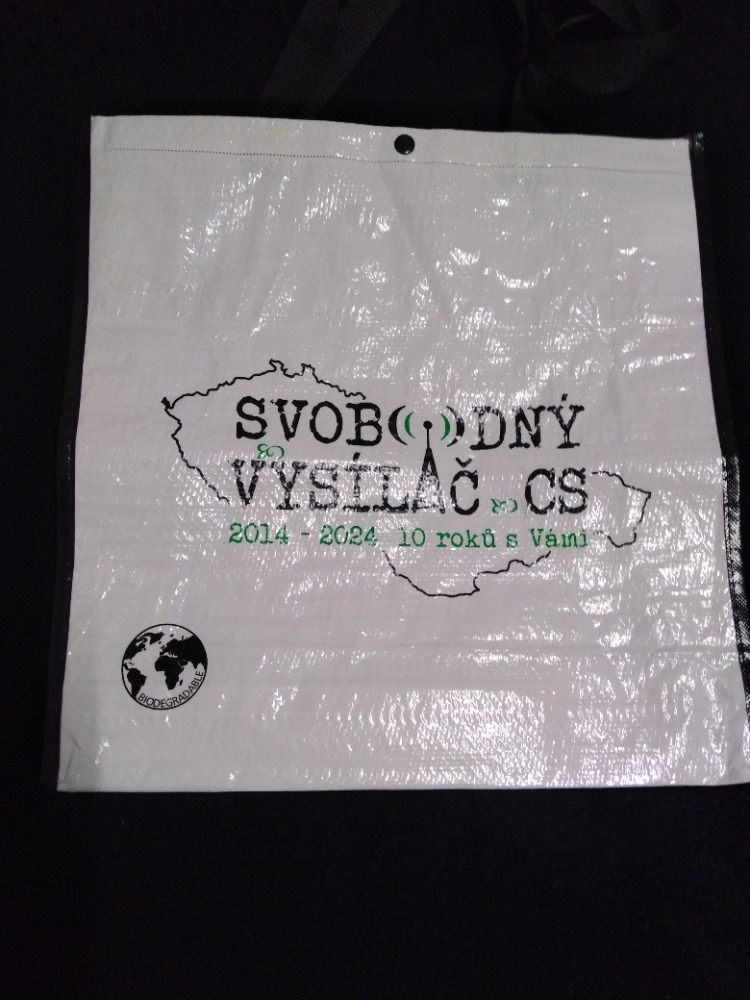 SVOBODNÝ
VYSÍLAČ CS
2014 - 2024 10 roků s Vámi
BIODEGRADABLE